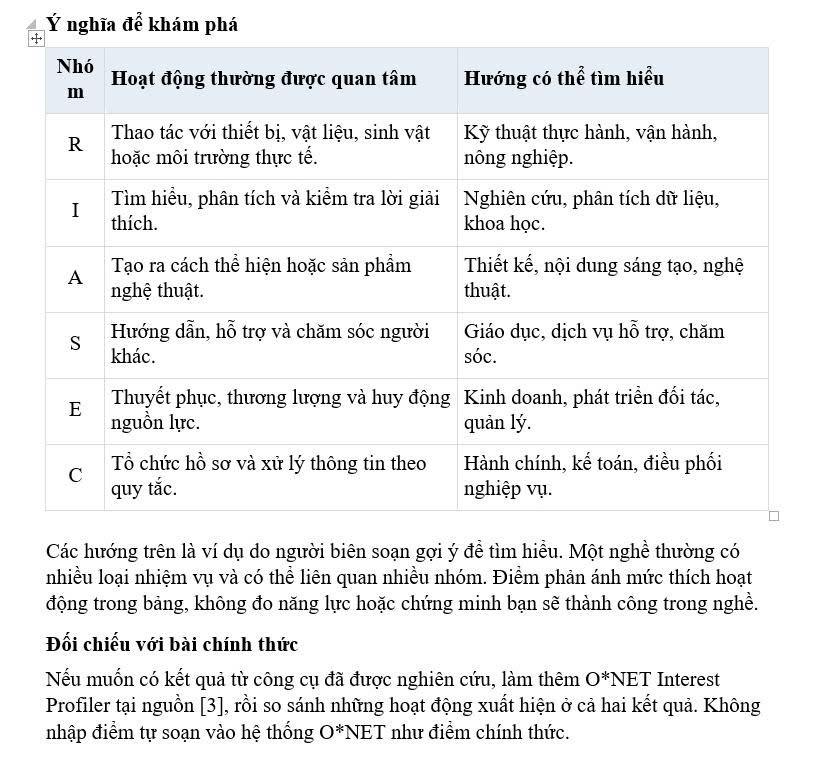 Ý nghĩa để khám phá
Nhó
m
Hoạt động thường được quan tâm
Hướng có thể tìm hiểu
R
Thao tác với thiết bị, vật liệu, sinh vật
hoặc môi trường thực tế.
Kỹ thuật thực hành, vận hành,
nông nghiệp.
I
Tìm hiểu, phân tích và kiểm tra lời giải
thích.
Nghiên cứu, phân tích dữ liệu,
khoa học.
A
Tạo ra cách thể hiện hoặc sản phẩm
nghệ thuật.
Thiết kế, nội dung sáng tạo, nghệ
thuật.
S
Hướng dẫn, hỗ trợ và chăm sóc người
khác.
Giáo dục, dịch vụ hỗ trợ, chăm
sóc.
E
Thuyết phục, thương lượng và huy động
nguồn lực.
Kinh doanh, phát triển đối tác,
quản lý.
C
Tổ chức hồ sơ và xử lý thông tin theo
quy tắc.
Hành chính, kế toán, điều phối
nghiệp vụ.
Các hướng trên là ví dụ do người biên soạn gợi ý để tìm hiểu. Một nghề thường có
nhiều loại nhiệm vụ và có thể liên quan nhiều nhóm. Điểm phản ánh mức thích hoạt
động trong bảng, không đo năng lực hoặc chứng minh bạn sẽ thành công trong nghề.
Đối chiếu với bài chính thức
Nếu muốn có kết quả từ công cụ đã được nghiên cứu, làm thêm O*NET Interest
Profiler tại nguồn [3], rồi so sánh những hoạt động xuất hiện ở cả hai kết quả. Không
nhập điểm tự soạn vào hệ thống O*NET như điểm chính thức.